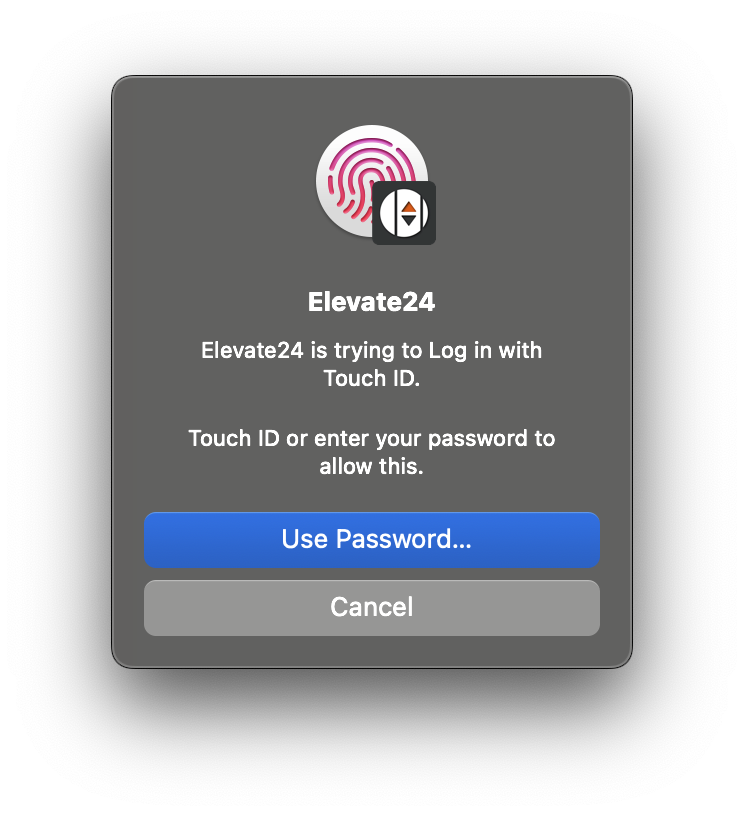 Elevate24
Elevate24 is trying to Log in with
Touch ID.
Touch ID or enter your password to
allow this.
Use Password...
Cancel